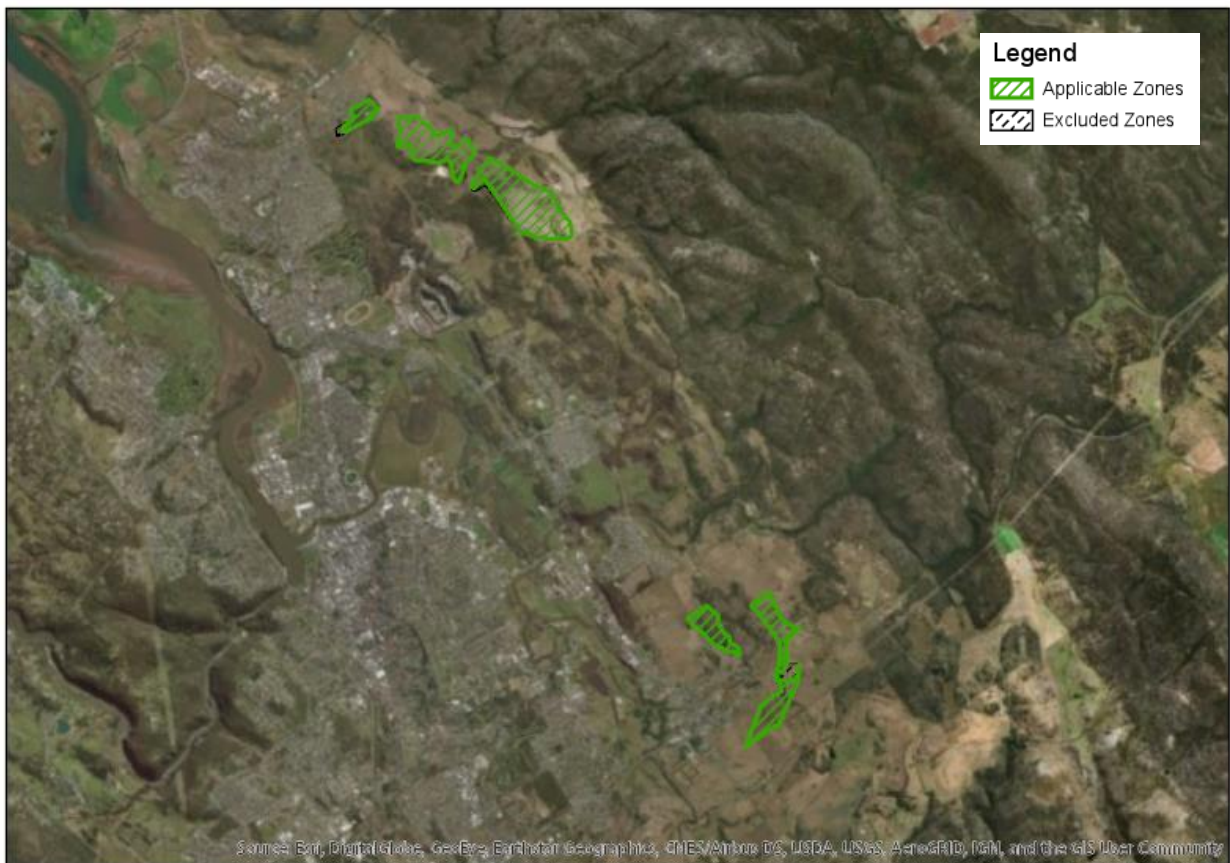 Legend
Applicable Zones
Excluded Zones
Source: Esri, DigitalGlobe, GeoEye, Earthstar Geographics, CNES/Airbus DS, USDA, USGS, AeroGRID, IGN, and the GIS User Community